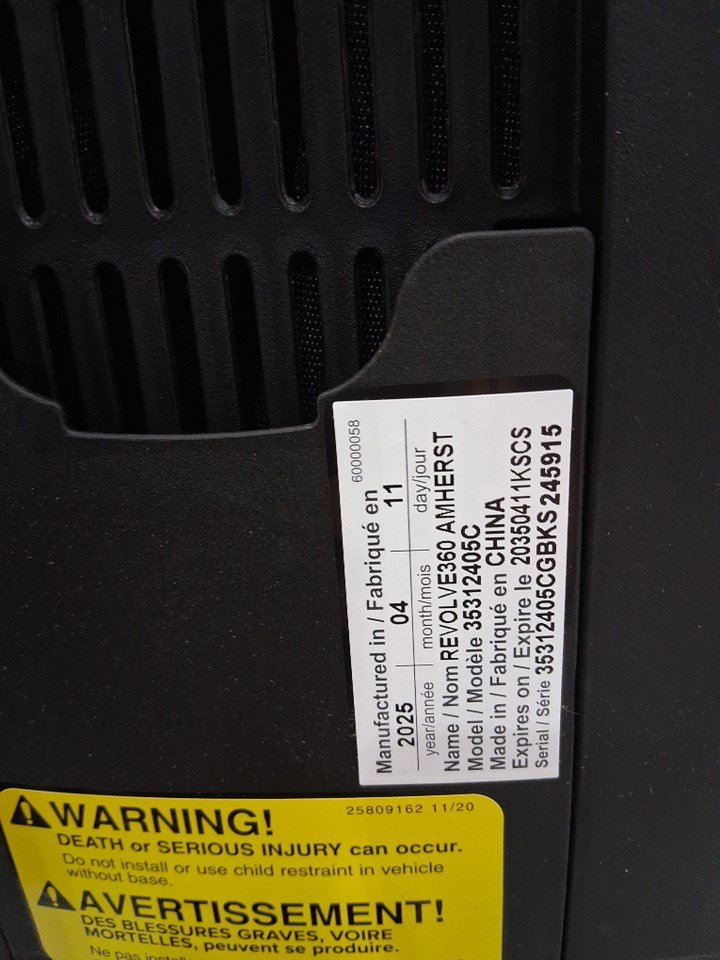 60000058
Manufactured in / Fabriqué en
2025 04 11
year/année month/mois day/jour
Name / Nom REVOLVE360 AMHERST
Model / Modèle 35312405C
Made in / Fabriqué en CHINA
Expires on / Expire le 20350411KSCS
Serial / Série 35312405CGBKS245915
25809162 11/20
WARNING!
DEATH or SERIOUS INJURY can occur.
Do not install or use child restraint in vehicle
without base.
AVERTISSEMENT!
DES BLESSURES GRAVES, VOIRE
MORTELLES, peuvent se produire.
Ne pas